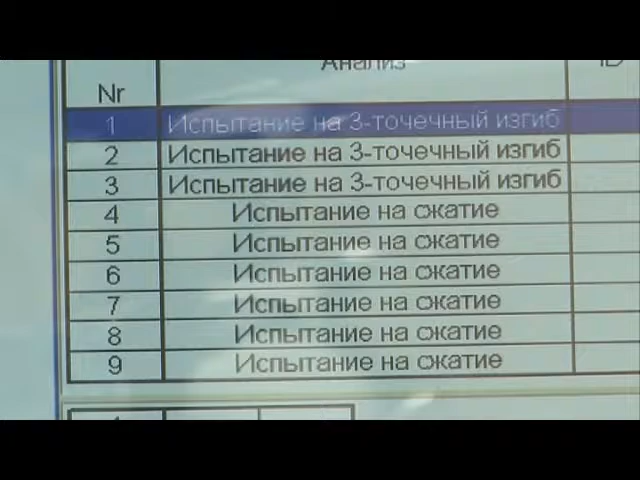 Анализ
ID
Nr
1 Испытание на 3-точечный изгиб
2 Испытание на 3-точечный изгиб
3 Испытание на 3-точечный изгиб
4 Испытание на сжатие
5 Испытание на сжатие
6 Испытание на сжатие
7 Испытание на сжатие
8 Испытание на сжатие
9 Испытание на сжатие